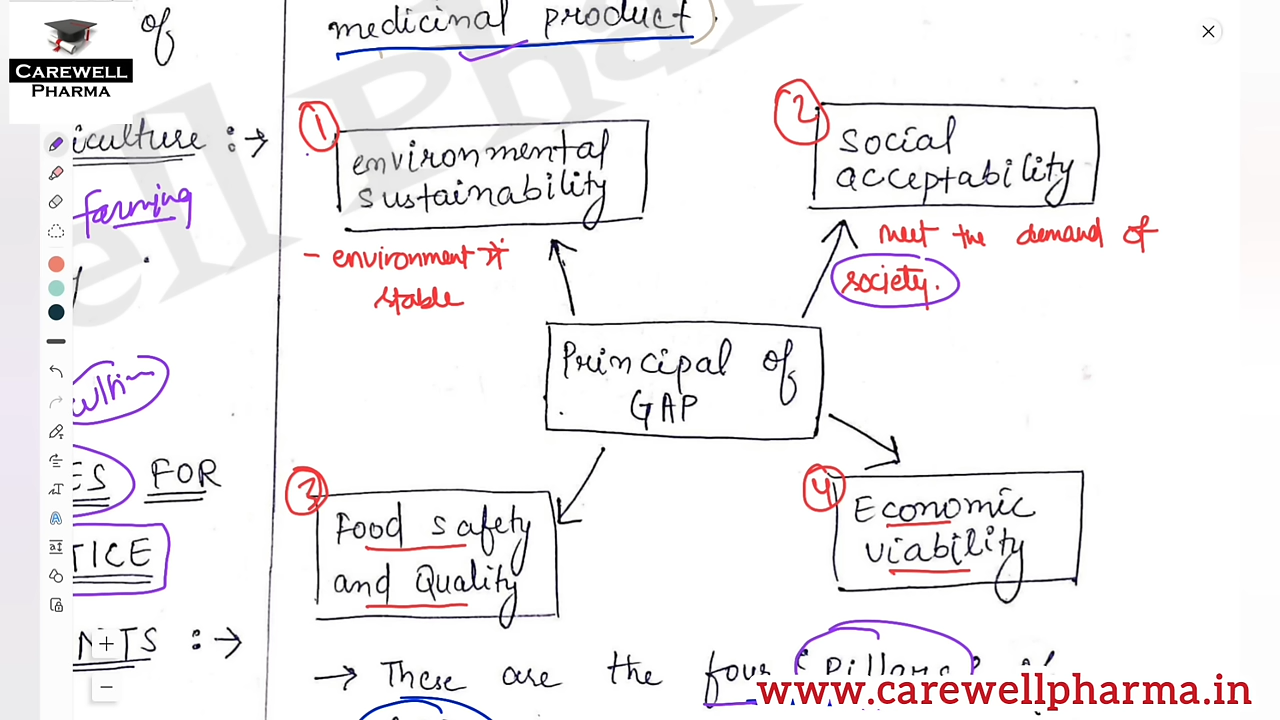 of
medicinal product.
CAREWELL
PHARMA
iculture :→
farming
ES FOR
TICE
NTS :→
1
environmental
sustainability
- environment
stable
2
social
acceptability
meet the demand of
society.
Principal of
GAP
3
Food safety
and Quality
4
Economic
viability
→ These are the four
www.carewellpharma.in